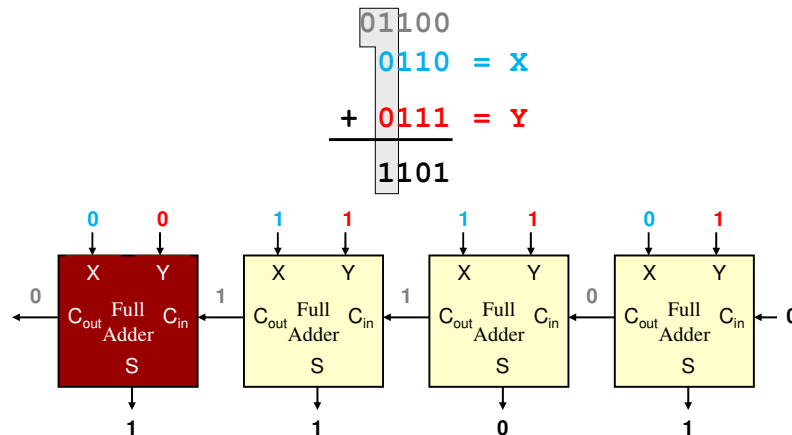 01100
0110 = X
+ 0111 = Y
1101
0 0 1 1 1 1 0 1
X Y X Y X Y X Y
0 1 1 0 0
Cout Full Adder Cin Cout Full Adder Cin Cout Full Adder Cin Cout Full Adder Cin
S S S S
1 1 0 1